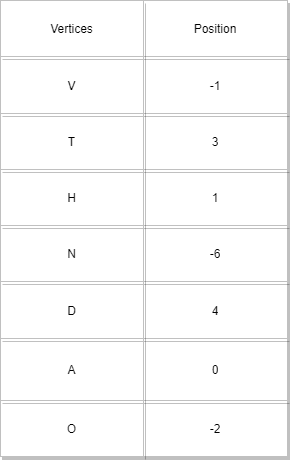 Vertices Position
V -1
T 3
H 1
N -6
D 4
A 0
O -2